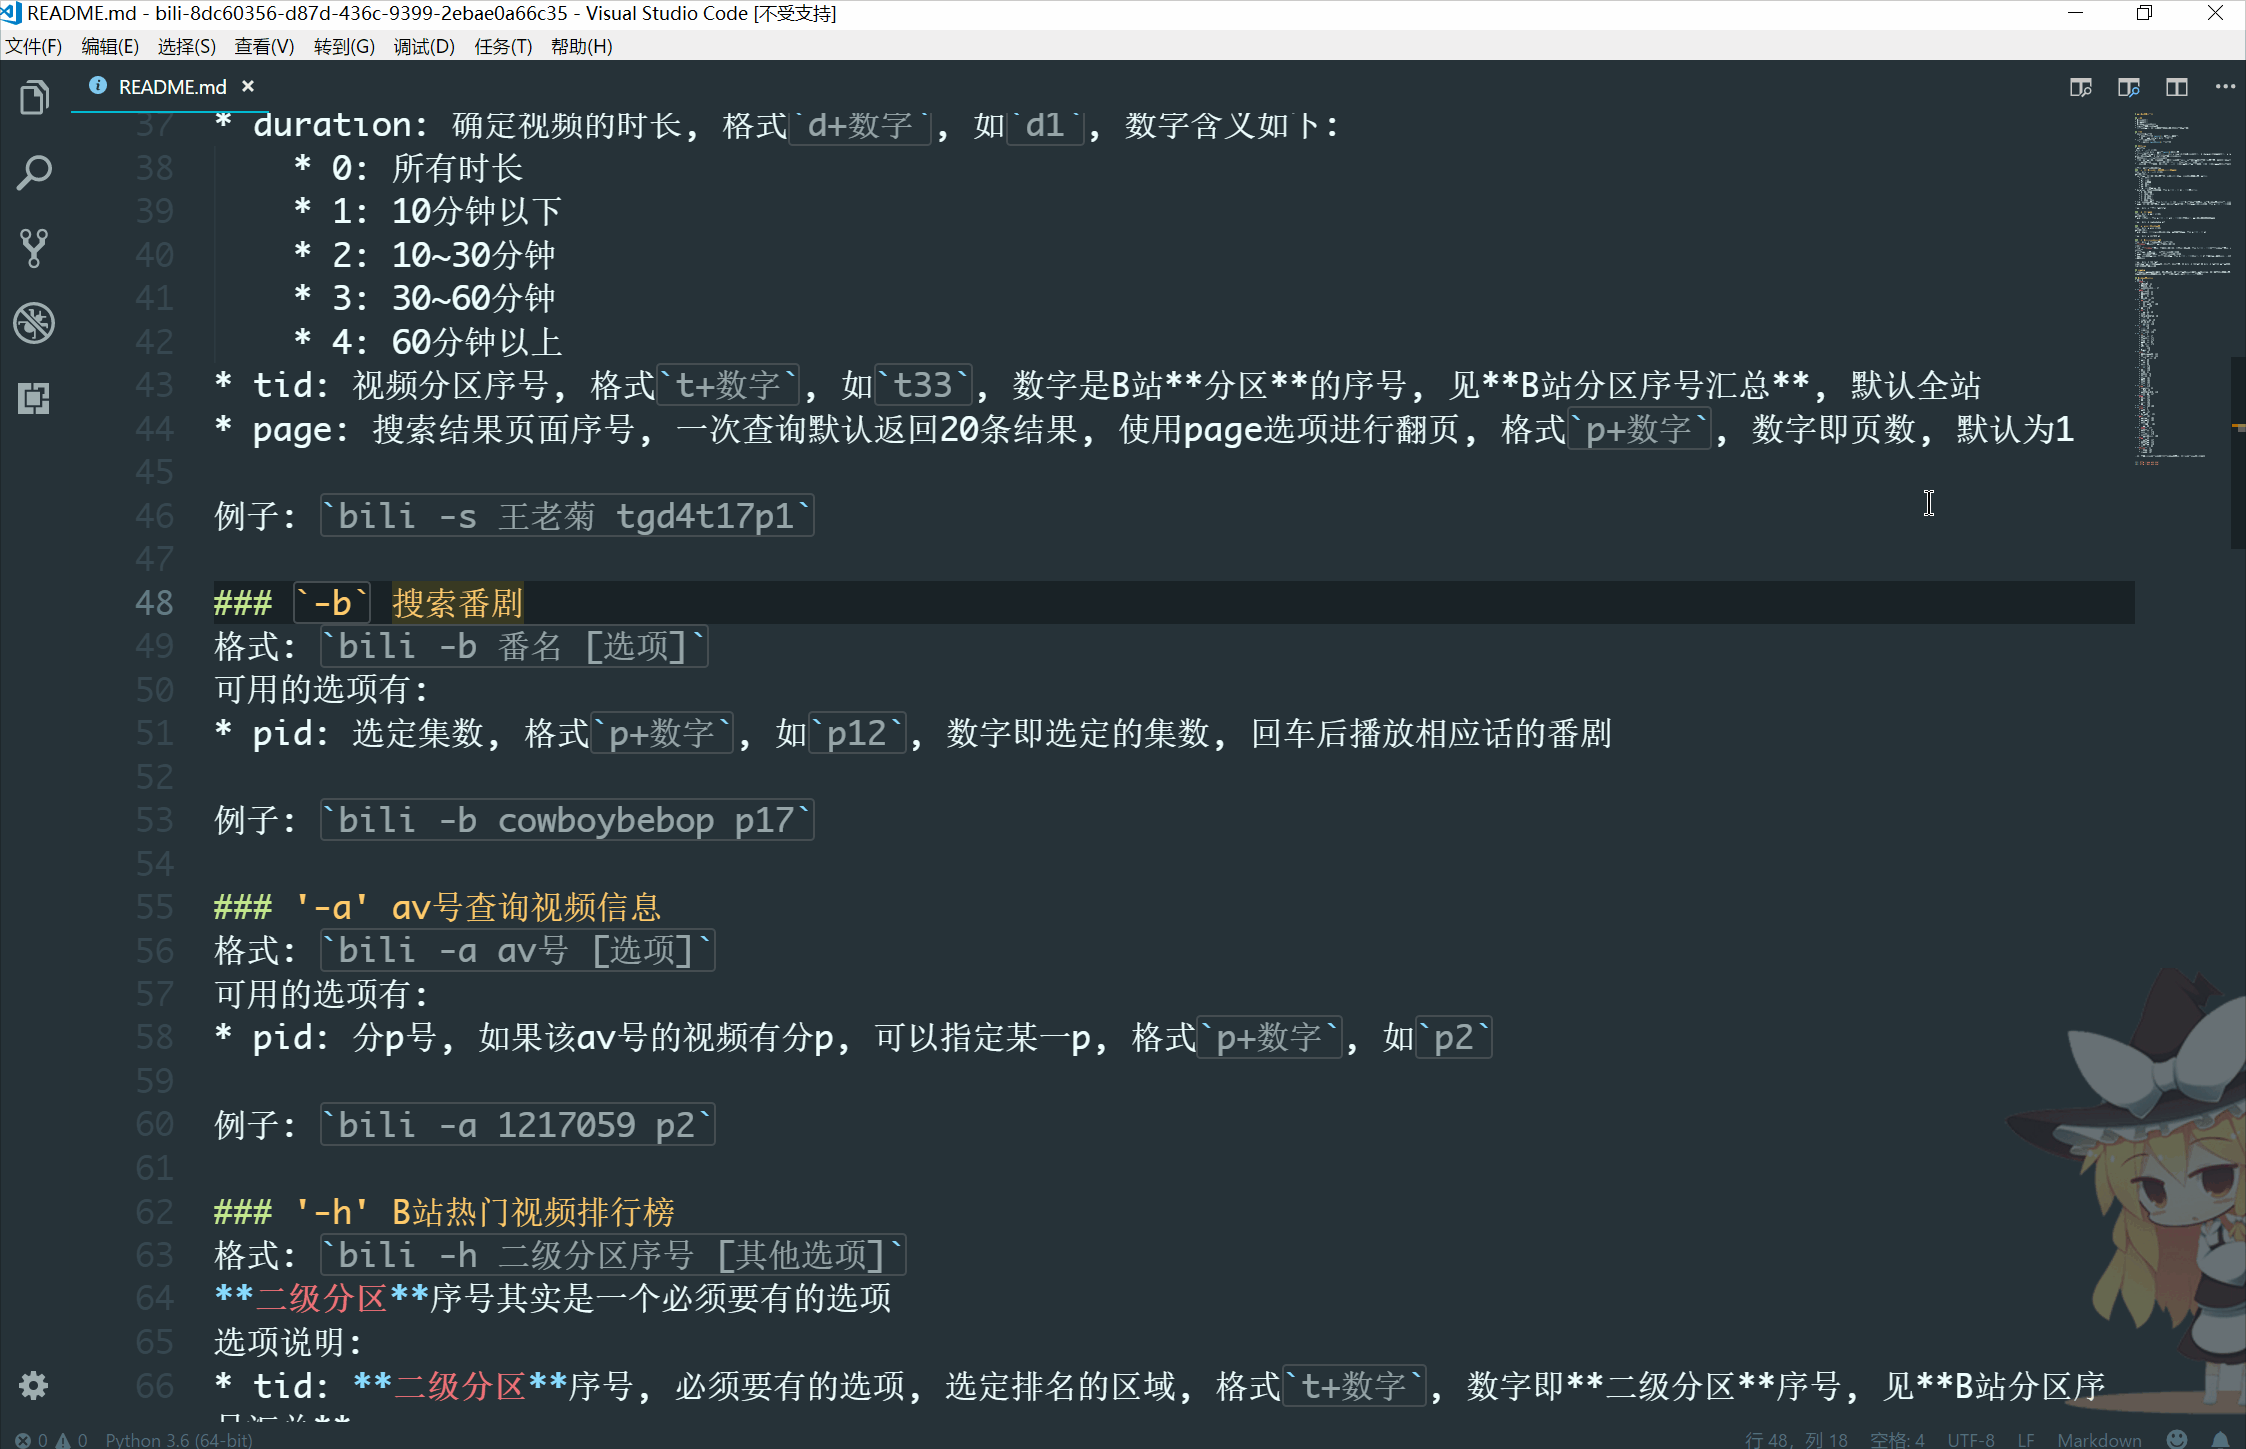 README.md - bili-8dc60356-d87d-436c-9399-2ebae0a66c35 - Visual Studio Code [不受支持]
文件(F) 编辑(E) 选择(S) 查看(V) 转到(G) 调试(D) 任务(T) 帮助(H)
README.md
37 * duration: 确定视频的时长, 格式`d+数字`, 如`d1`, 数字含义如下:
38 * 0: 所有时长
39 * 1: 10分钟以下
40 * 2: 10~30分钟
41 * 3: 30~60分钟
42 * 4: 60分钟以上
43 * tid: 视频分区序号, 格式`t+数字`, 如`t33`, 数字是B站**分区**的序号, 见**B站分区序号汇总**, 默认全站
44 * page: 搜索结果页面序号, 一次查询默认返回20条结果, 使用page选项进行翻页, 格式`p+数字`, 数字即页数, 默认为1
45
46 例子: `bili -s 王老菊 tgd4t17p1`
47
48 ### `-b` 搜索番剧
49 格式: `bili -b 番名 [选项]`
50 可用的选项有:
51 * pid: 选定集数, 格式`p+数字`, 如`p12`, 数字即选定的集数, 回车后播放相应话的番剧
52
53 例子: `bili -b cowboybebop p17`
54
55 ### '-a' av号查询视频信息
56 格式: `bili -a av号 [选项]`
57 可用的选项有:
58 * pid: 分p号, 如果该av号的视频有分p, 可以指定某一p, 格式`p+数字`, 如`p2`
59
60 例子: `bili -a 1217059 p2`
61
62 ### '-h' B站热门视频排行榜
63 格式: `bili -h 二级分区序号 [其他选项]`
64 **二级分区**序号其实是一个必须要有的选项
65 选项说明:
66 * tid: **二级分区**序号, 必须要有的选项, 选定排名的区域, 格式`t+数字`, 数字即**二级分区**序号, 见**B站分区序
号汇总**
0 0 Python 3.6 (64-bit) 行 48, 列 18 空格: 4 UTF-8 LF Markdown